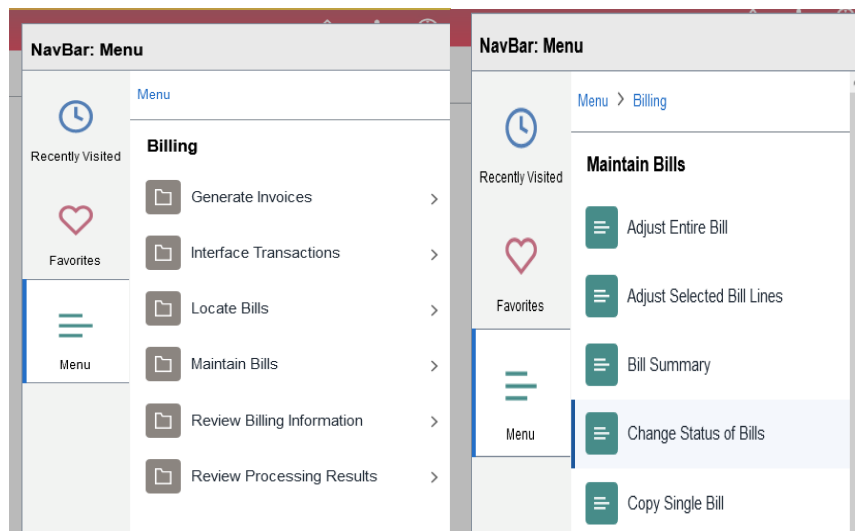 NavBar: Menu
Recently Visited
Favorites
Menu
Menu
Billing
Generate Invoices
Interface Transactions
Locate Bills
Maintain Bills
Review Billing Information
Review Processing Results
NavBar: Menu
Recently Visited
Favorites
Menu
Menu > Billing
Maintain Bills
Adjust Entire Bill
Adjust Selected Bill Lines
Bill Summary
Change Status of Bills
Copy Single Bill